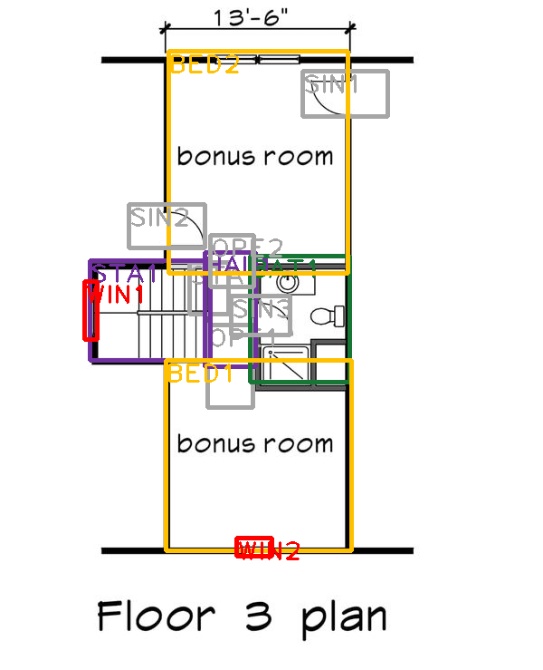 13'-6"
BED2
SIN1
bonus room
SIN2
OPE2
HAL
BAT1
STA1
WIN1
SIN3
OPE1
BED1
bonus room
WIN2
Floor 3 plan